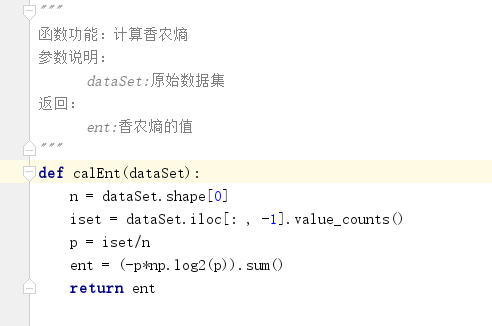 """
函数功能：计算香农熵
参数说明：
dataSet:原始数据集
返回：
ent:香农熵的值
"""
def calEnt(dataSet):
n = dataSet.shape[0]
iset = dataSet.iloc[: , -1].value_counts()
p = iset/n
ent = (-p*np.log2(p)).sum()
return ent